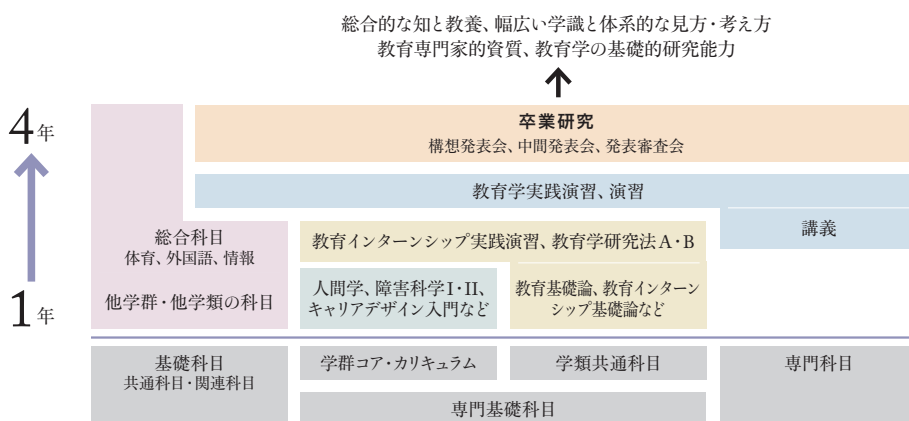 総合的な知と教養、幅広い学識と体系的な見方・考え方
教育専門家的資質、教育学の基礎的研究能力
4年
卒業研究
構想発表会、中間発表会、発表審査会
教育学実践演習、演習
講義
総合科目
体育、外国語、情報
他学群・他学類の科目
教育インターンシップ実践演習、教育学研究法A・B
人間学、障害科学I・II、
キャリアデザイン入門など
教育基礎論、教育インターン
シップ基礎論など
1年
基礎科目
共通科目・関連科目
学群コア・カリキュラム
学類共通科目
専門科目
専門基礎科目